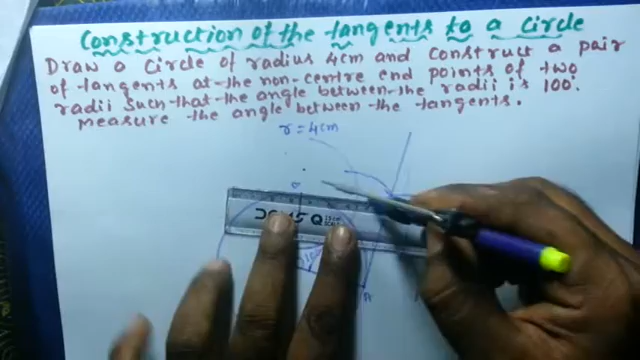 Construction of the tangents to a circle
Draw a circle of radius 4cm and construct a pair
of tangents at the non-centre end points of two
radii such that the angle between the radii is 100°.
measure the angle between the tangents.
r = 4cm